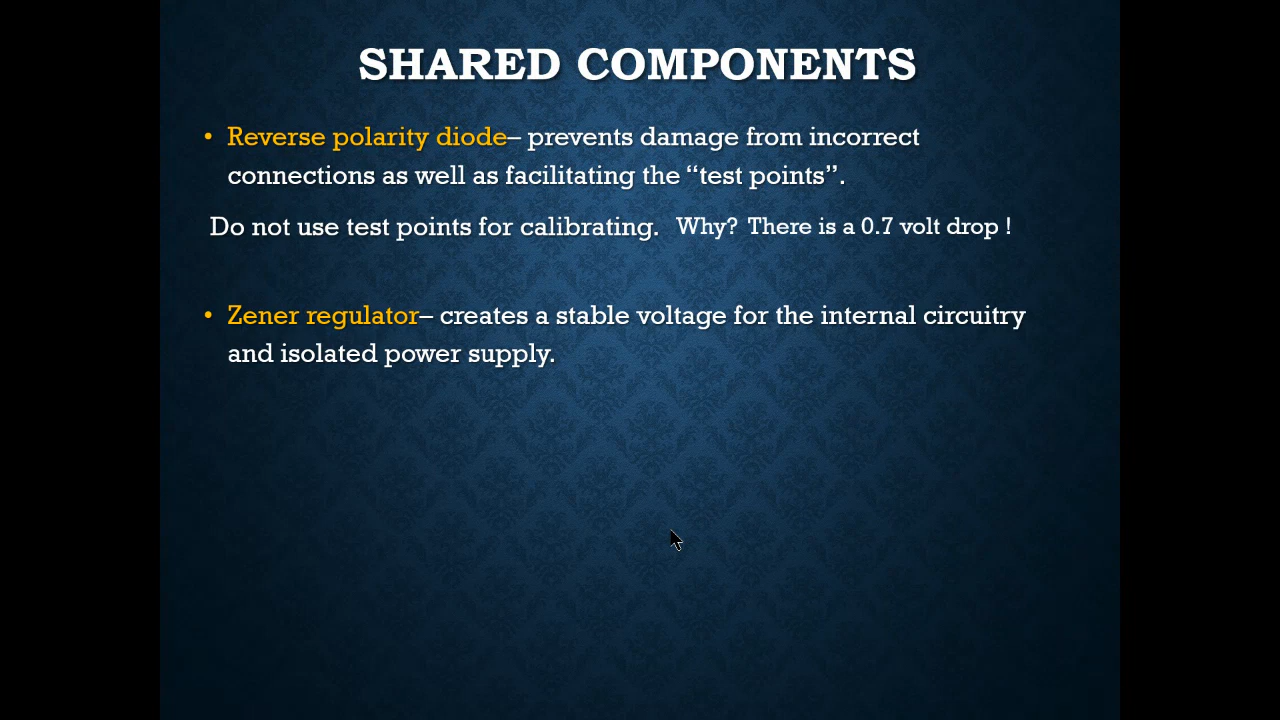 SHARED COMPONENTS
• Reverse polarity diode– prevents damage from incorrect
connections as well as facilitating the “test points”.
Do not use test points for calibrating. Why? There is a 0.7 volt drop !
• Zener regulator– creates a stable voltage for the internal circuitry
and isolated power supply.